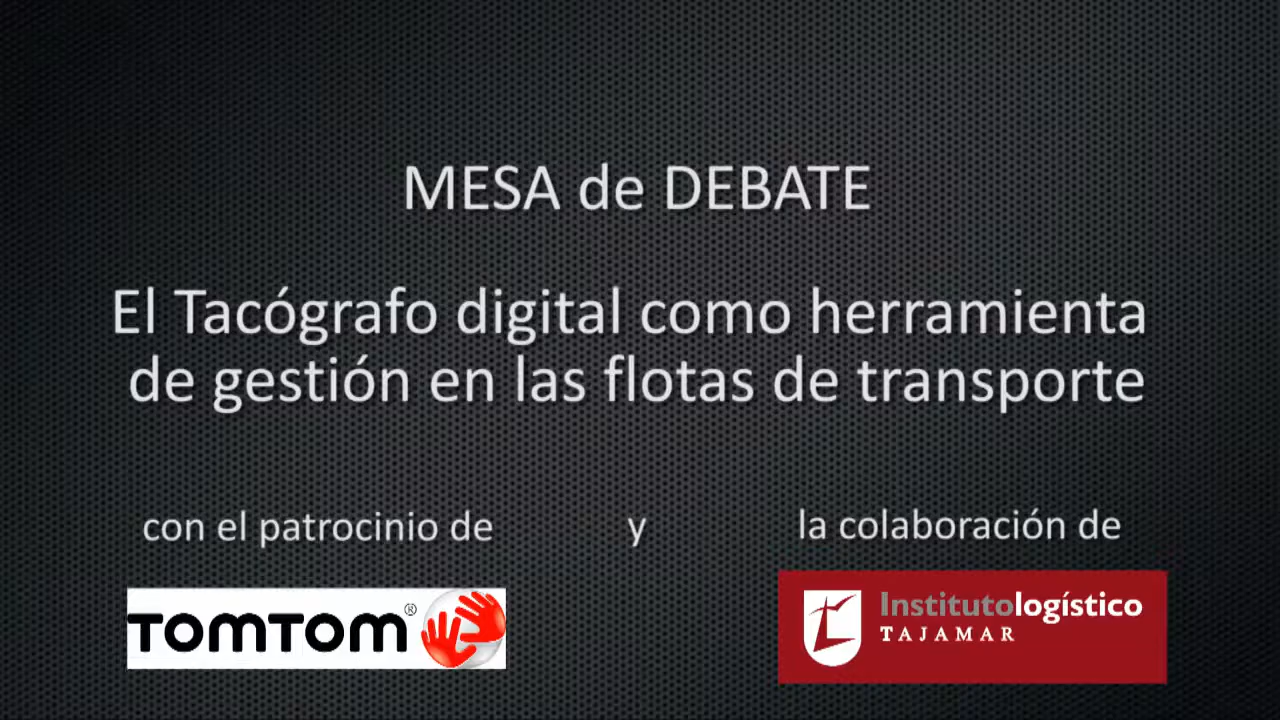 MESA de DEBATE
El Tacógrafo digital como herramienta
de gestión en las flotas de transporte
con el patrocinio de y la colaboración de
TOMTOM®
Institutologístico
TAJAMAR